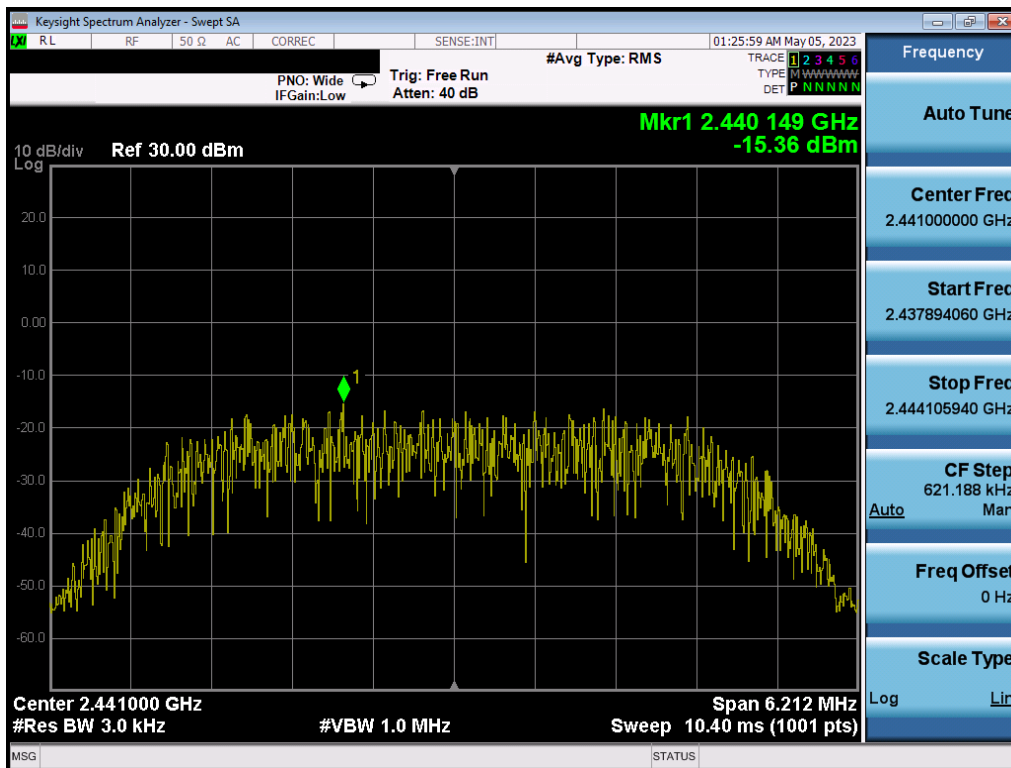 Keysight Spectrum Analyzer - Swept SA
LXI RL RF 50 Ω AC CORREC SENSE:INT 01:25:59 AM May 05, 2023
#Avg Type: RMS
TRACE 1 2 3 4 5 6
TYPE M WWWWW
DET P N N N N N
PNO: Wide
IFGain:Low
Trig: Free Run
Atten: 40 dB
Mkr1 2.440 149 GHz
-15.36 dBm
10 dB/div Ref 30.00 dBm
Log
20.0
10.0
0.00
-10.0
1
-20.0
-30.0
-40.0
-50.0
-60.0
Center 2.441000 GHz
Span 6.212 MHz
#Res BW 3.0 kHz
#VBW 1.0 MHz
Sweep 10.40 ms (1001 pts)
MSG
STATUS
Frequency
Auto Tune
Center Freq
2.441000000 GHz
Start Freq
2.437894060 GHz
Stop Freq
2.444105940 GHz
CF Step
621.188 kHz
Auto Man
Freq Offset
0 Hz
Scale Type
Log Lin